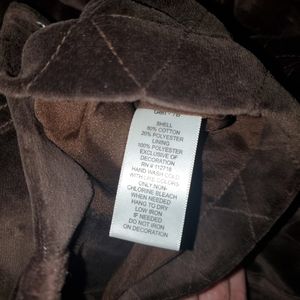 SHELL
80% COTTON
20% POLYESTER
LINING
100% POLYESTER
EXCLUSIVE OF
DECORATION
RN # 112718
HAND WASH COLD
WITH LIKE COLORS
ONLY NON-
CHLORINE BLEACH
WHEN NEEDED
HANG TO DRY
LOW IRON
IF NEEDED
DO NOT IRON
ON DECORATION